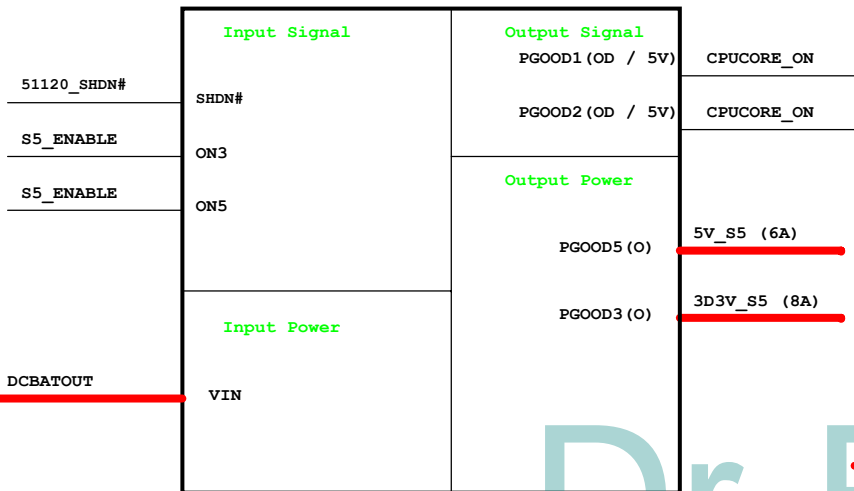 Input Signal
Output Signal
PGOOD1(OD / 5V)
CPUCORE_ON
51120_SHDN#
SHDN#
PGOOD2(OD / 5V)
CPUCORE_ON
S5_ENABLE
ON3
Output Power
S5_ENABLE
ON5
5V_S5 (6A)
PGOOD5(O)
3D3V_S5 (8A)
PGOOD3(O)
Input Power
DCBATOUT
VIN
Dr